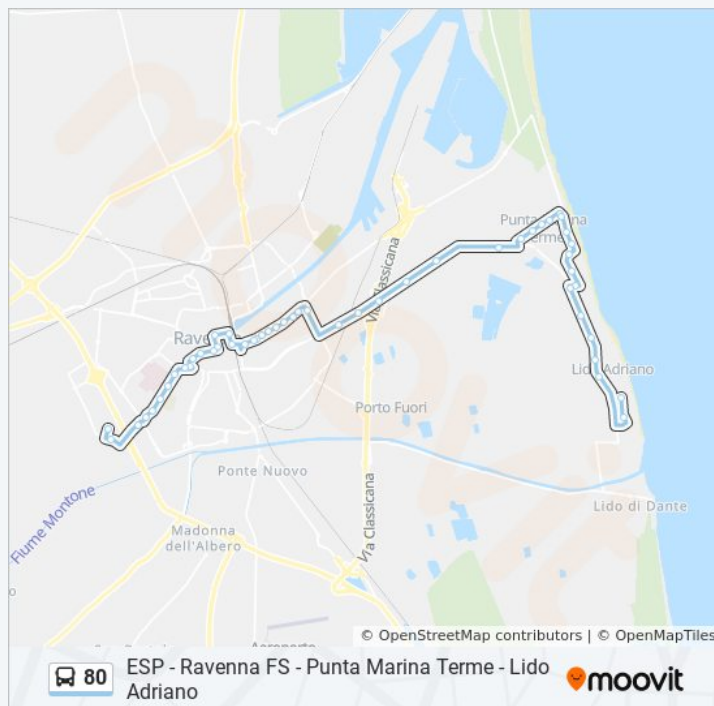 Punta Marina
Terme
Via Classicana
Lido Adriano
Porto Fuori
Ponte Nuovo
Fiume Montone
Via Classicana
Lido di Dante
Madonna
dell'Albero
© OpenStreetMap contributors | © OpenMapTiles
80
ESP - Ravenna FS - Punta Marina Terme - Lido
Adriano
moovit